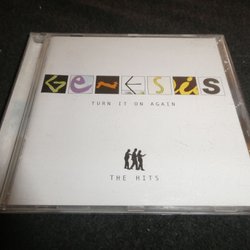 GENESIS
TURN IT ON AGAIN
THE HITS